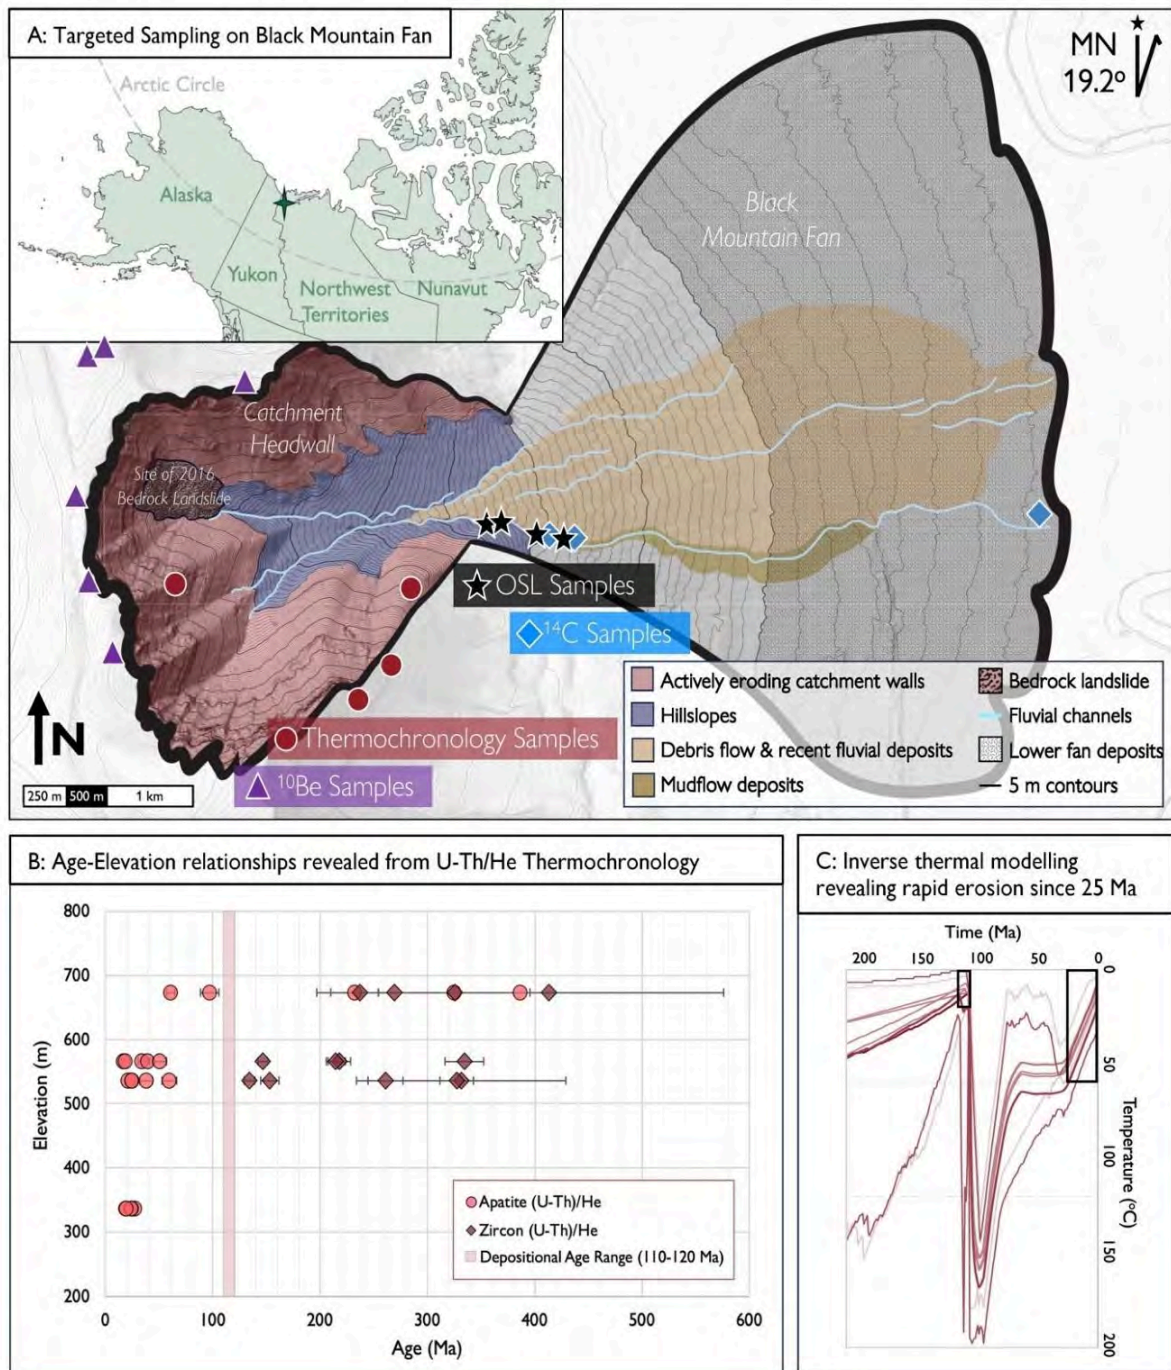 A: Targeted Sampling on Black Mountain Fan
MN
19.2°
Arctic Circle
Alaska
Yukon
Northwest
Territories
Nunavut
Black
Mountain Fan
Catchment
Headwall
Site of 2016
Bedrock Landslide
OSL Samples
¹⁴C Samples
Thermochronology Samples
¹⁰Be Samples
N
250 m 500 m 1 km
Actively eroding catchment walls
Hillslopes
Debris flow & recent fluvial deposits
Mudflow deposits
Bedrock landslide
Fluvial channels
Lower fan deposits
5 m contours
B: Age-Elevation relationships revealed from U-Th/He Thermochronology
800
700
600
500
400
300
200
Elevation (m)
0 100 200 300 400 500 600
Age (Ma)
Apatite (U-Th)/He
Zircon (U-Th)/He
Depositional Age Range (110-120 Ma)
C: Inverse thermal modelling
revealing rapid erosion since 25 Ma
Time (Ma)
200 150 100 50 0
0
50
100
150
200
Temperature (°C)